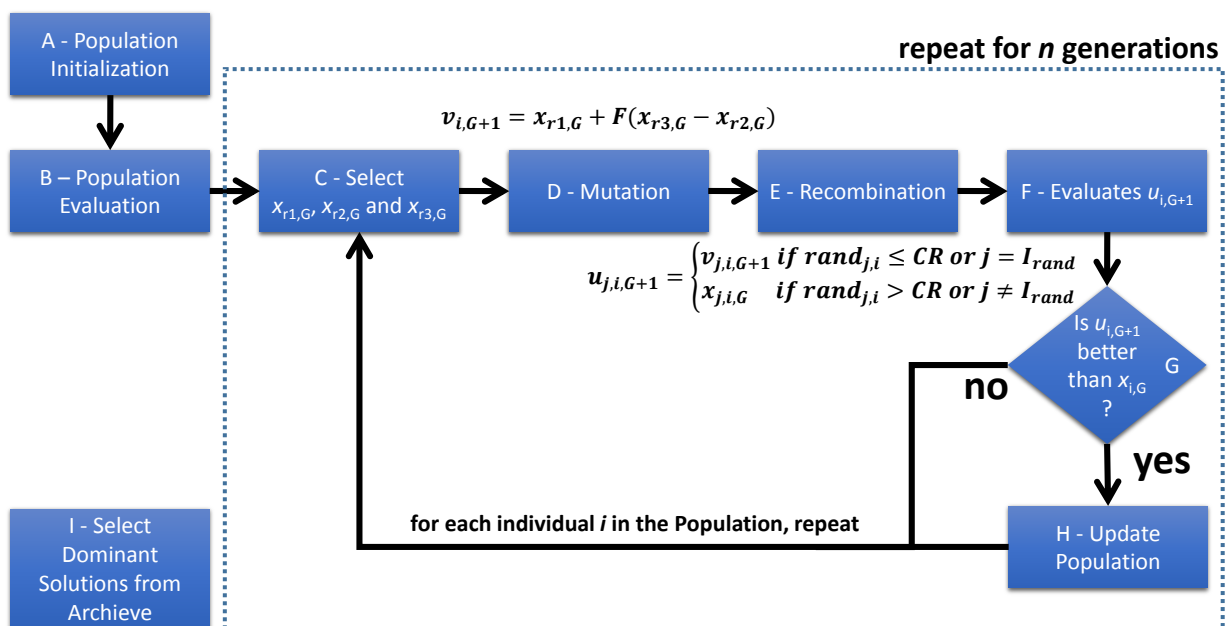 A - Population
Initialization
repeat for n generations
v_{i,G+1} = x_{r1,G} + F(x_{r3,G} − x_{r2,G})
B – Population
Evaluation
C - Select
x_{r1,G}, x_{r2,G} and x_{r3,G}
D - Mutation
E - Recombination
F - Evaluates u_{i,G+1}
u_{j,i,G+1} = { v_{j,i,G+1} if rand_{j,i} ≤ CR or j = I_{rand}
x_{j,i,G} if rand_{j,i} > CR or j ≠ I_{rand}
Is u_{i,G+1}
better
than x_{i,G}
?
G
no
yes
for each individual i in the Population, repeat
H - Update
Population
I - Select
Dominant
Solutions from
Archieve